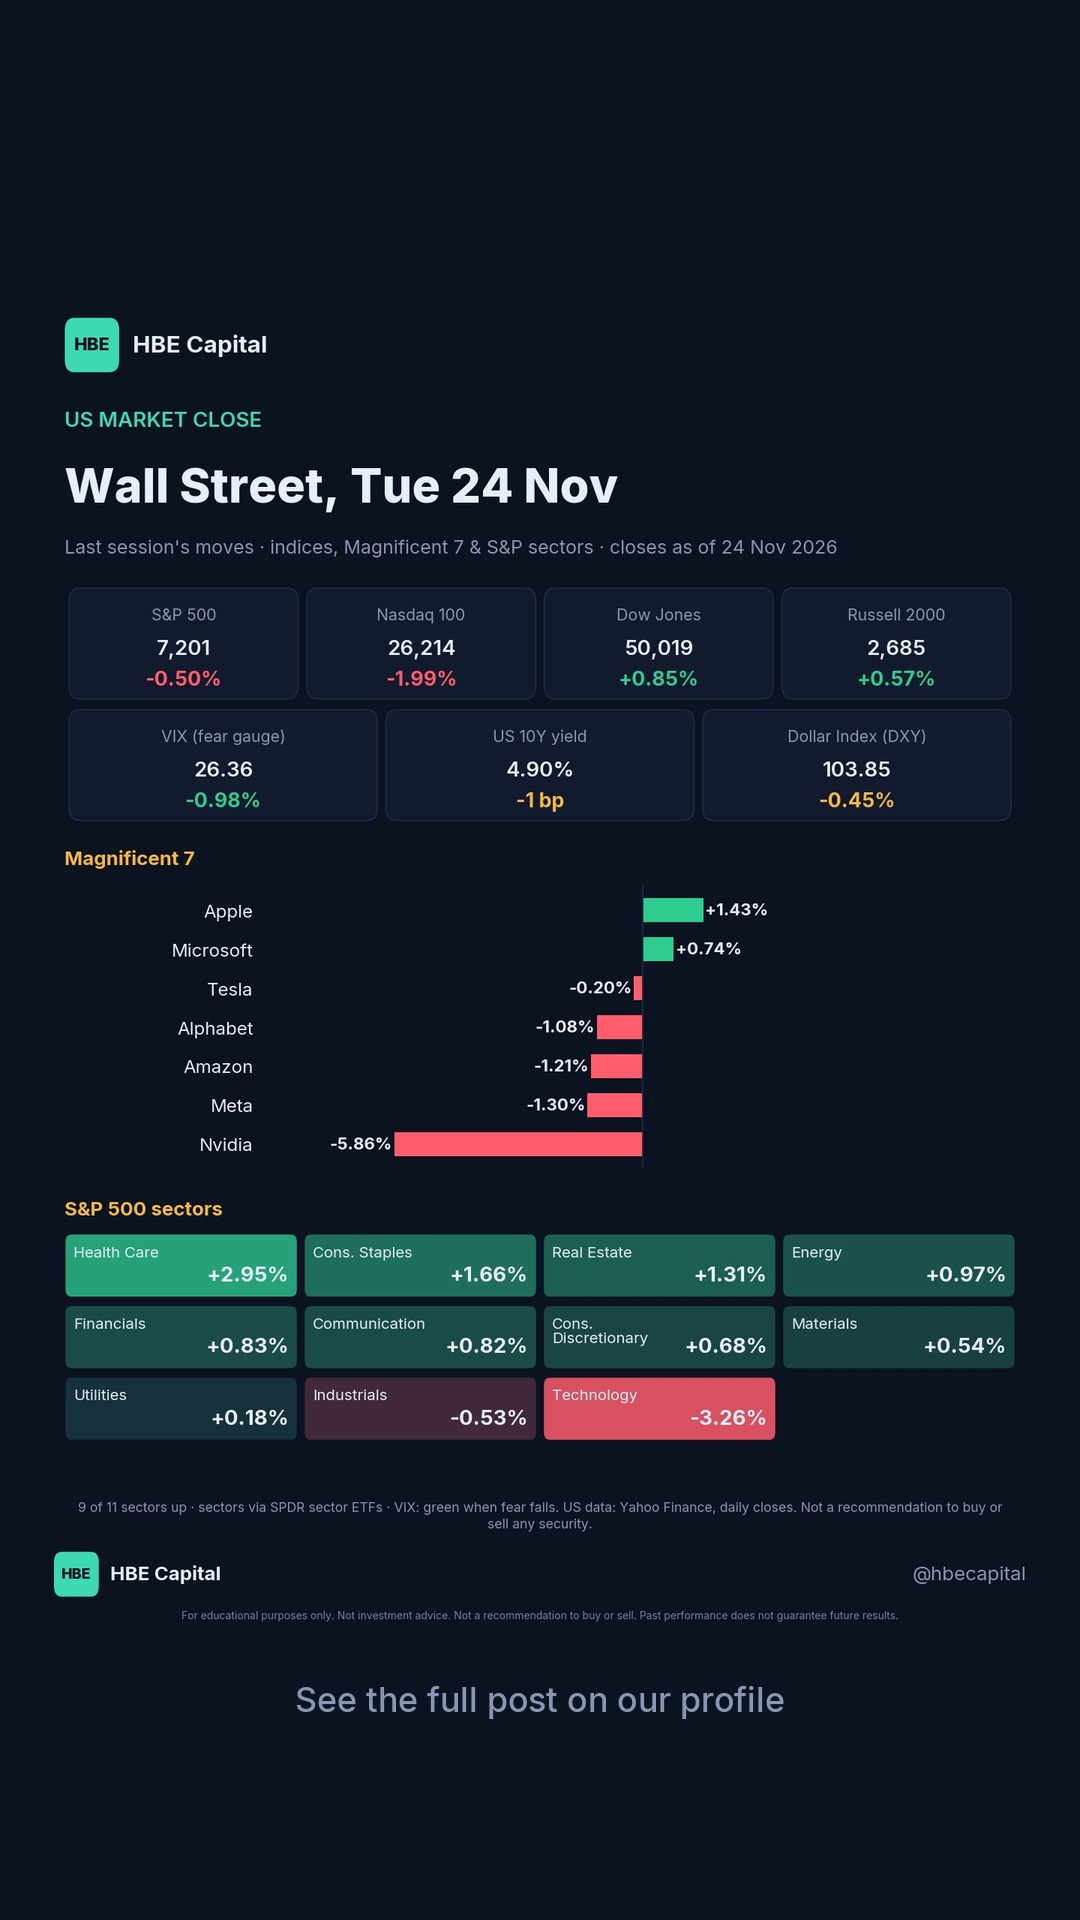 HBE HBE Capital
US MARKET CLOSE
Wall Street, Tue 24 Nov
Last session's moves · indices, Magnificent 7 & S&P sectors · closes as of 24 Nov 2026
S&P 500 Nasdaq 100 Dow Jones Russell 2000
7,201 26,214 50,019 2,685
-0.50% -1.99% +0.85% +0.57%
VIX (fear gauge) US 10Y yield Dollar Index (DXY)
26.36 4.90% 103.85
-0.98% -1 bp -0.45%
Magnificent 7
Apple +1.43%
Microsoft +0.74%
Tesla -0.20%
Alphabet -1.08%
Amazon -1.21%
Meta -1.30%
Nvidia -5.86%
S&P 500 sectors
Health Care +2.95%
Cons. Staples +1.66%
Real Estate +1.31%
Energy +0.97%
Financials +0.83%
Communication +0.82%
Cons.
Discretionary +0.68%
Materials +0.54%
Utilities +0.18%
Industrials -0.53%
Technology -3.26%
9 of 11 sectors up · sectors via SPDR sector ETFs · VIX: green when fear falls. US data: Yahoo Finance, daily closes. Not a recommendation to buy or
sell any security.
HBE HBE Capital @hbecapital
For educational purposes only. Not investment advice. Not a recommendation to buy or sell. Past performance does not guarantee future results.
See the full post on our profile